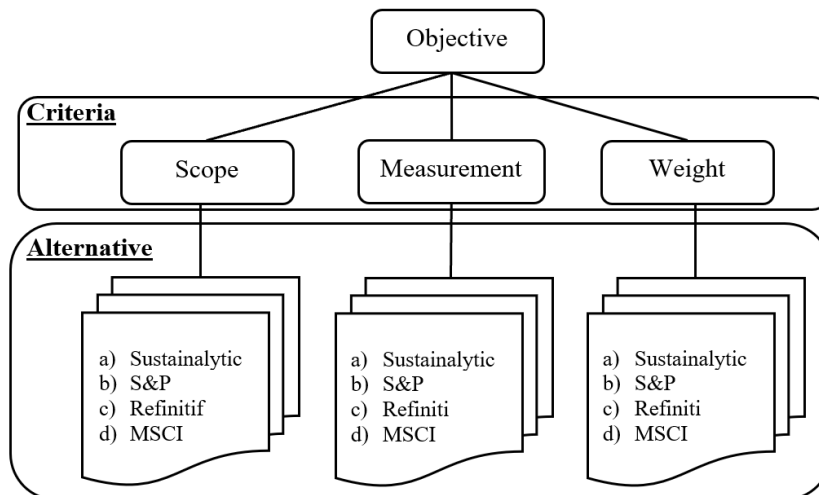 Objective
Criteria
Scope
Measurement
Weight
Alternative
a) Sustainalytic
b) S&P
c) Refinitif
d) MSCI
a) Sustainalytic
b) S&P
c) Refiniti
d) MSCI
a) Sustainalytic
b) S&P
c) Refiniti
d) MSCI